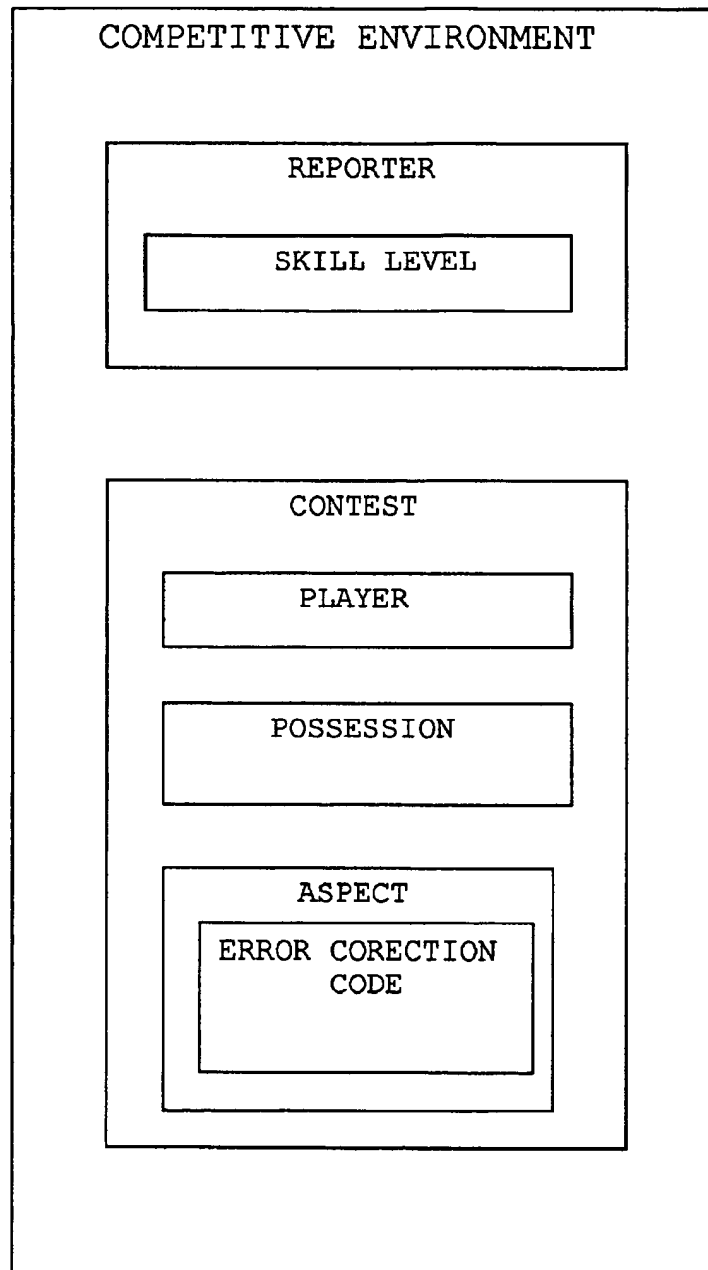 COMPETITIVE ENVIRONMENT
REPORTER
SKILL LEVEL
CONTEST
PLAYER
POSSESSION
ASPECT
ERROR CORECTION
CODE